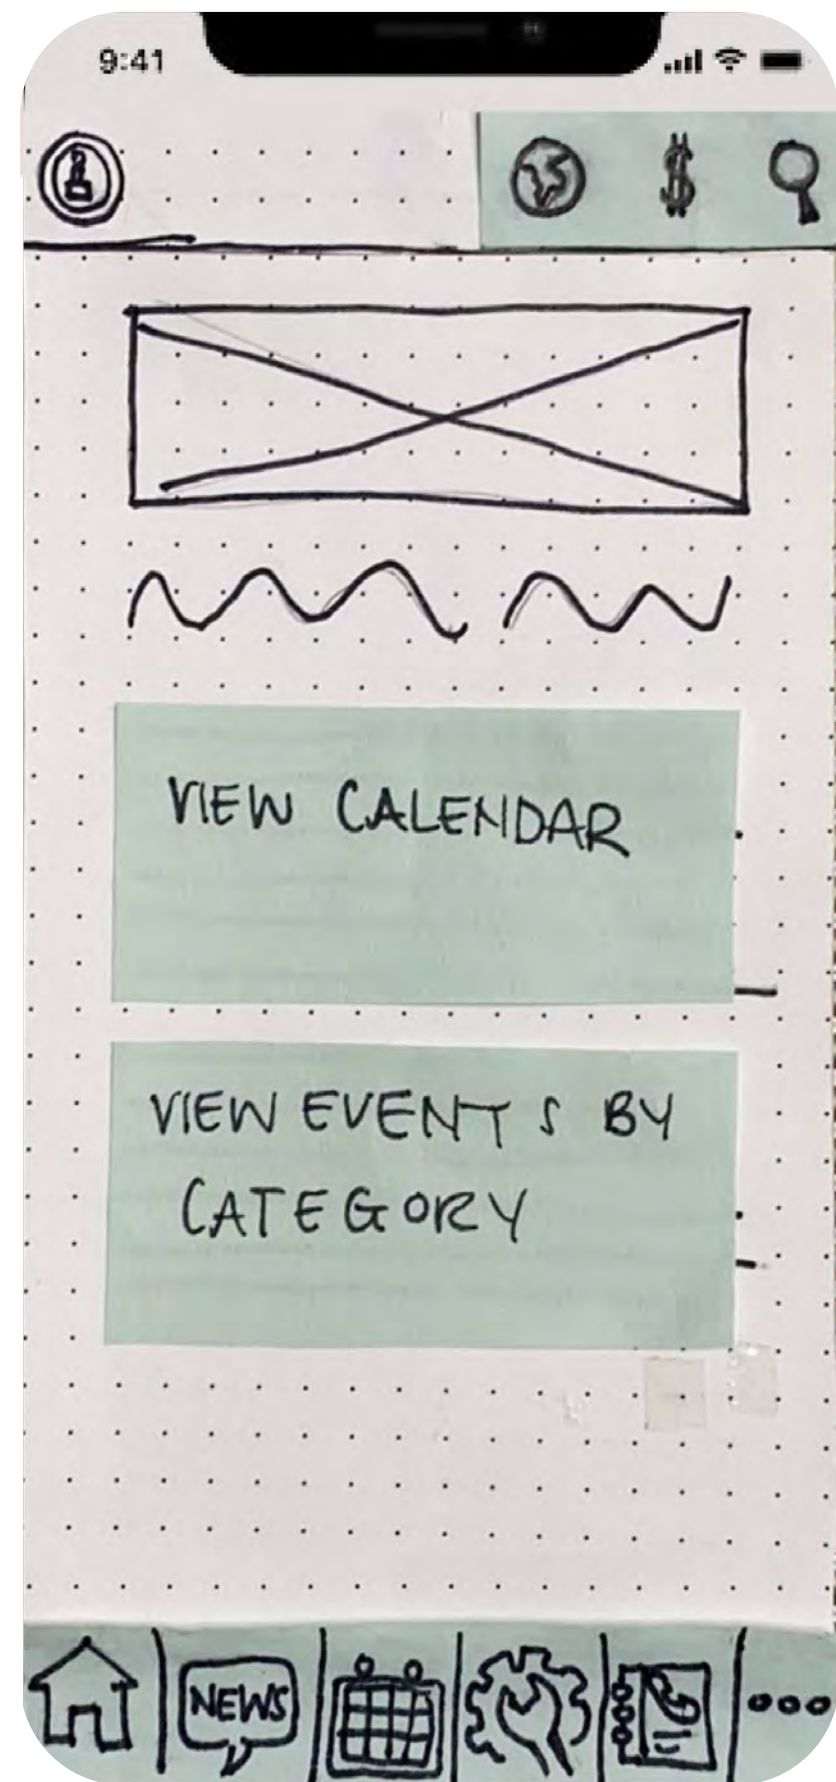 9:41
$
VIEW CALENDAR
VIEW EVENTS BY
CATEGORY
NEWS